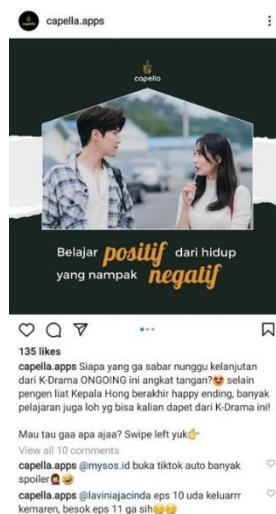 capella.apps
capella
Belajar positif dari hidup
yang nampak negatif
135 likes
capella.apps Siapa yang ga sabar nunggu kelanjutan
dari K-Drama ONGOING ini angkat tangan?😍 selain
pengen liat Kepala Hong berakhir happy ending, banyak
pelajaran juga loh yg bisa kalian dapet dari K-Drama ini!
Mau tau gaa apa ajaa? Swipe left yuk👉
View all 10 comments
capella.apps @mysos.id buka tiktok auto banyak
spoiler🤦🤣
capella.apps @laviniajacinda eps 10 uda keluarrr
kemaren, besok eps 11 ga sih😆😆